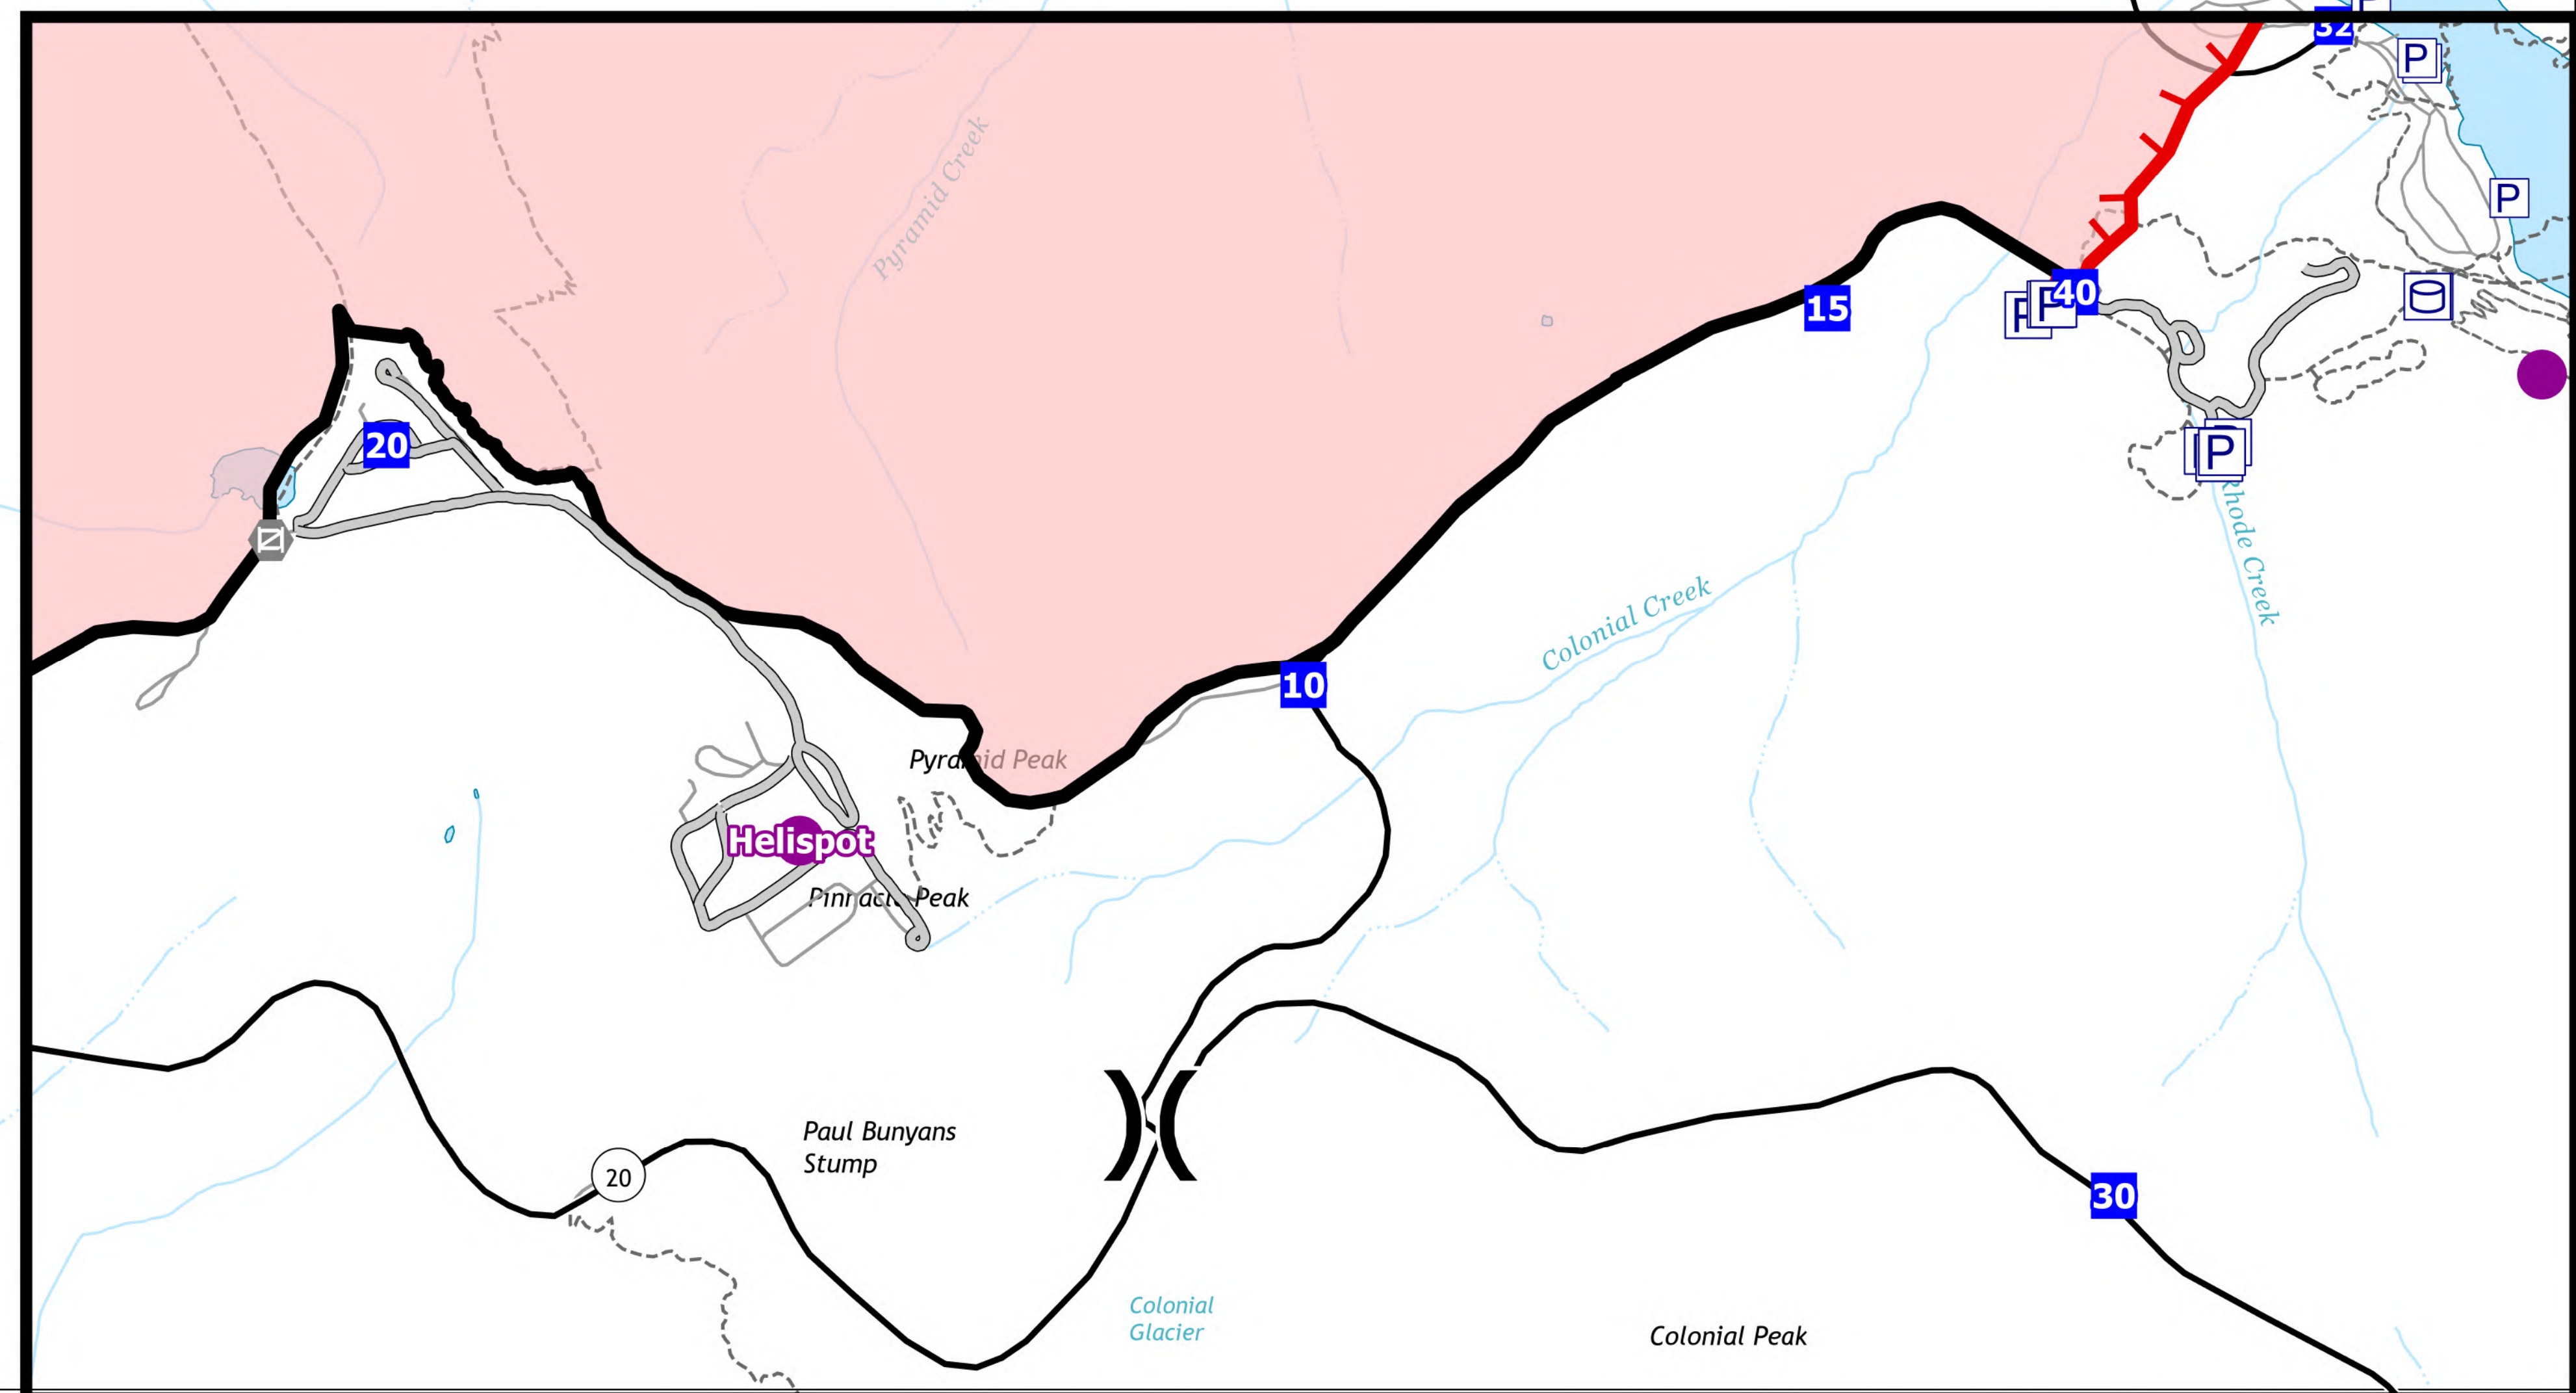 32
P
P
Pyramid Creek
15
P
40
20
P
Rhode Creek
Colonial Creek
10
Pyramid Peak
Helispot
Pinnacle Peak
Paul Bunyans
Stump
20
30
Colonial
Glacier
Colonial Peak